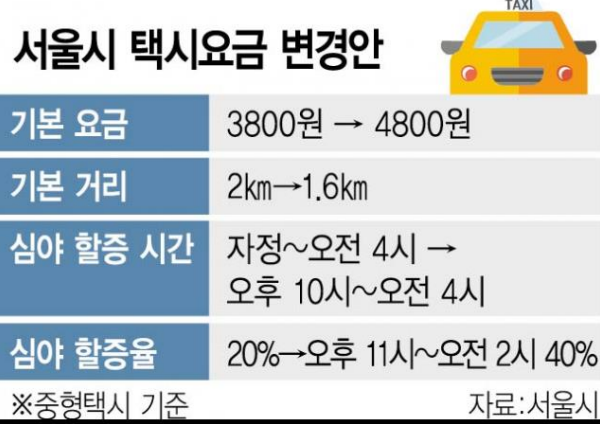 TAXI
서울시 택시요금 변경안
기본 요금 3800원 → 4800원
기본 거리 2㎞→1.6㎞
심야 할증 시간 자정~오전 4시 →
오후 10시~오전 4시
심야 할증율 20%→오후 11시~오전 2시 40%
※중형택시 기준 자료:서울시